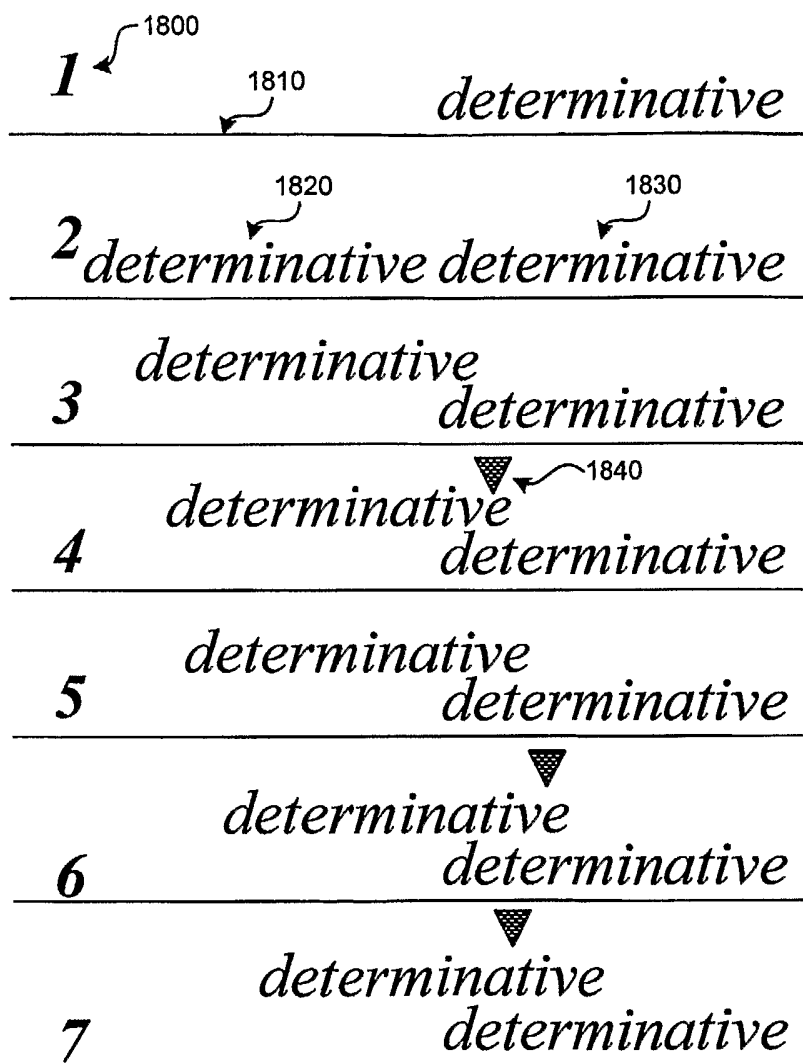 1800
1
1810
determinative
1820 1830
2 determinative determinative
determinative
3 determinative
1840
determinative
4 determinative
determinative
5 determinative
determinative
6 determinative
determinative
7 determinative